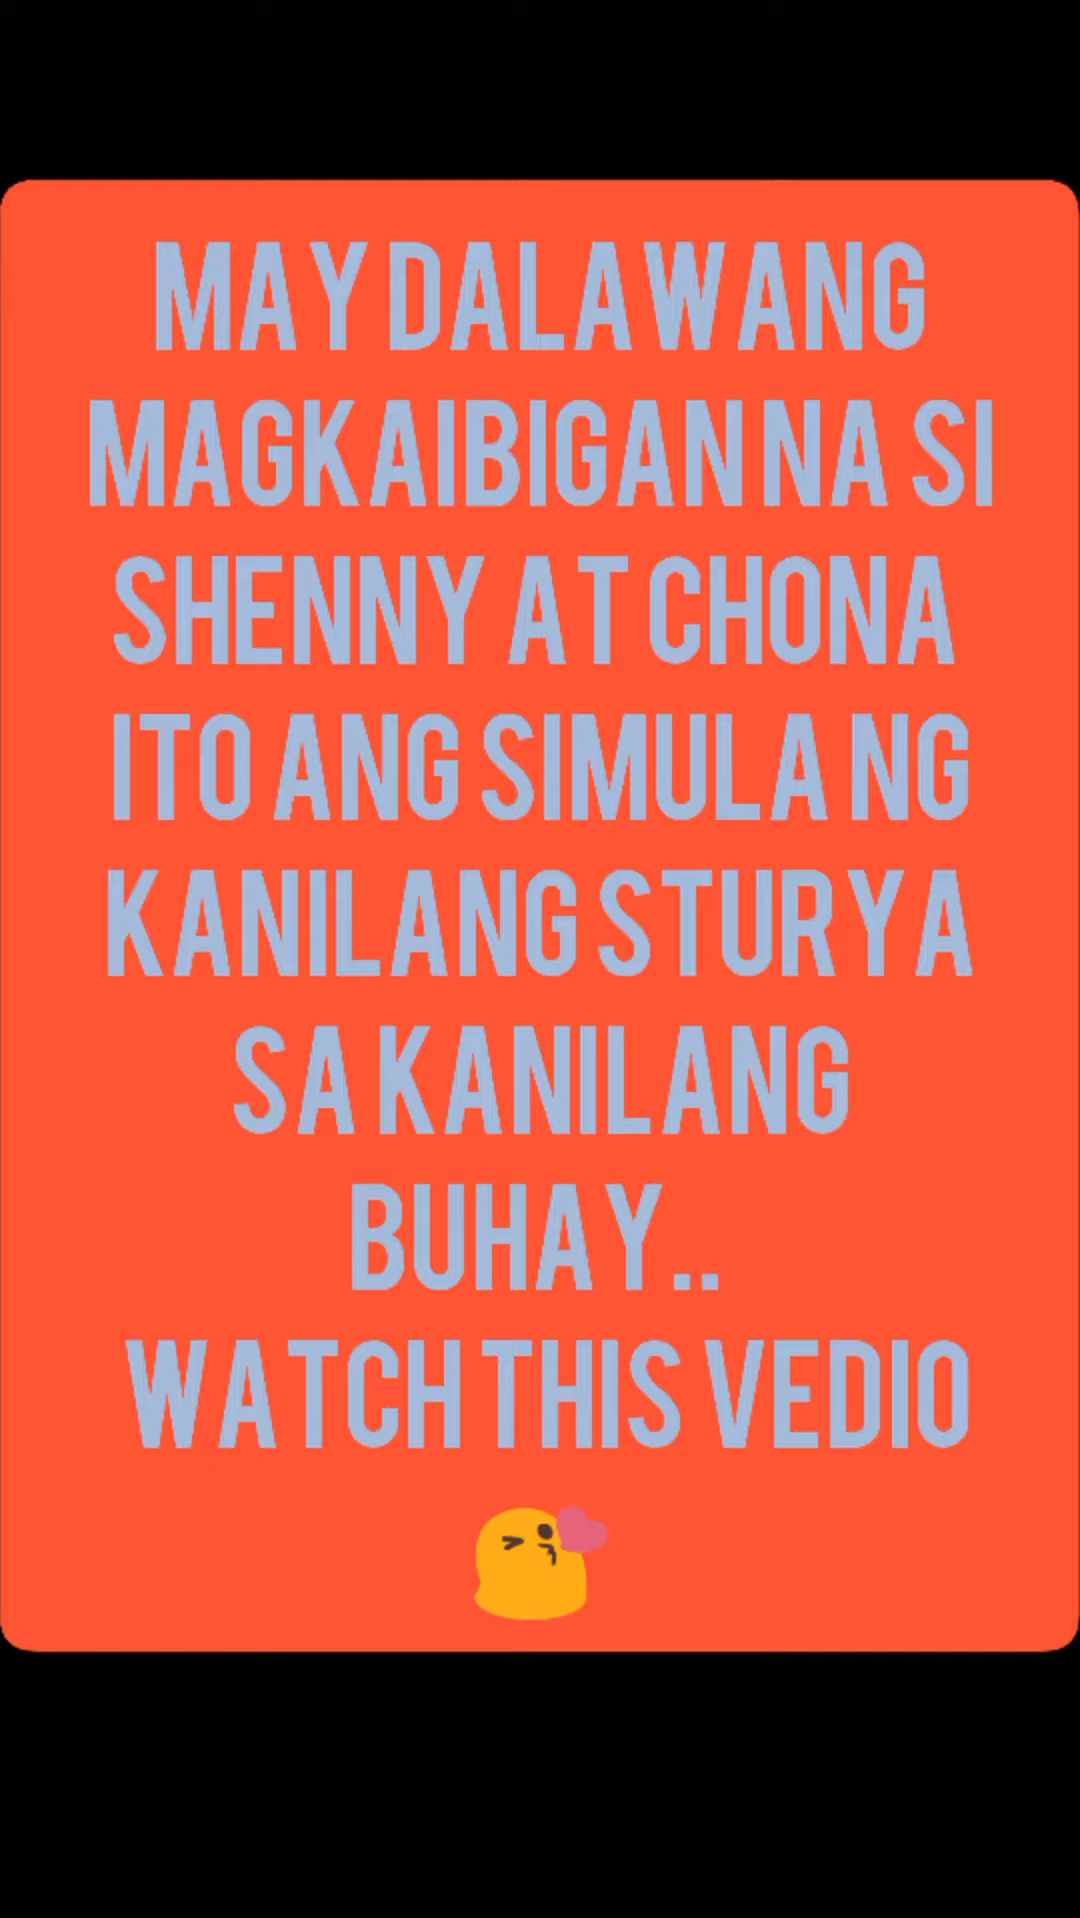 MAY DALAWANG
MAGKAIBIGAN NA SI
SHENNY AT CHONA
ITO ANG SIMULA NG
KANILANG STURYA
SA KANILANG
BUHAY..
WATCH THIS VEDIO